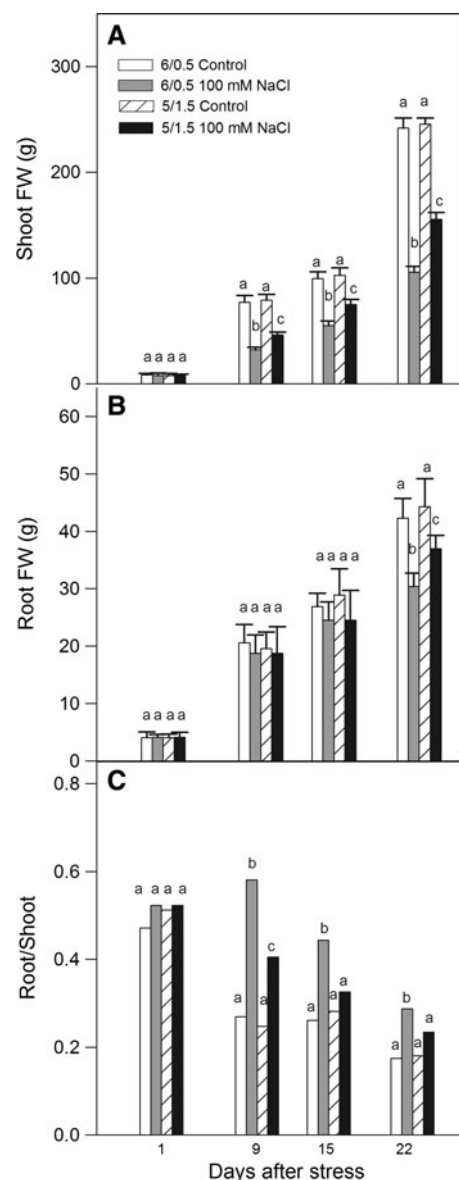 A
6/0.5 Control
6/0.5 100 mM NaCl
5/1.5 Control
5/1.5 100 mM NaCl
Shoot FW (g)
300
200
100
0
a a a a
a b a c
a b a c
a b a c
B
Root FW (g)
60
50
40
30
20
10
0
a a a a
a a a a
a a a a
a b a c
C
Root/Shoot
0.8
0.6
0.4
0.2
0.0
a a a a
a b a c
a b a a
a b a a
1 9 15 22
Days after stress